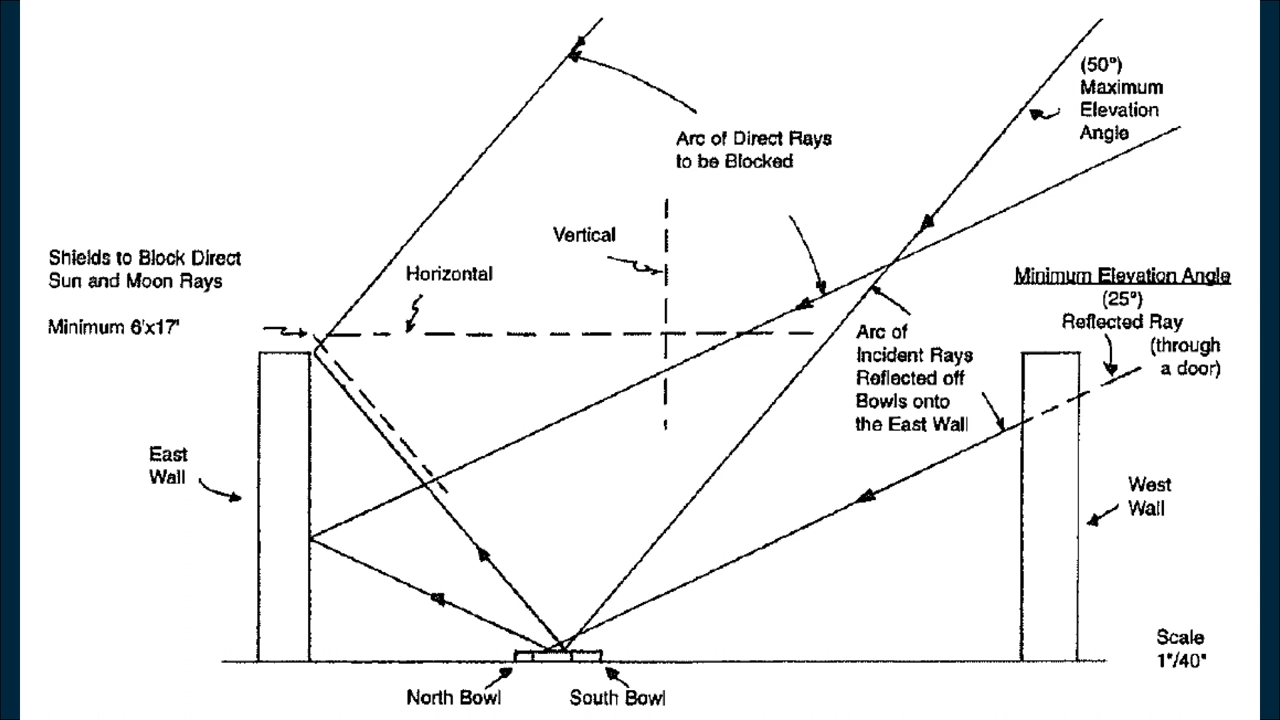 (50°)
Maximum
Elevation
Angle
Arc of Direct Rays
to be Blocked
Vertical
Shields to Block Direct
Sun and Moon Rays
Horizontal
Minimum 6'x17'
Minimum Elevation Angle
(25°)
Reflected Ray
(through
a door)
Arc of
Incident Rays
Reflected off
Bowls onto
the East Wall
East
Wall
West
Wall
Scale
1"/40"
North Bowl
South Bowl